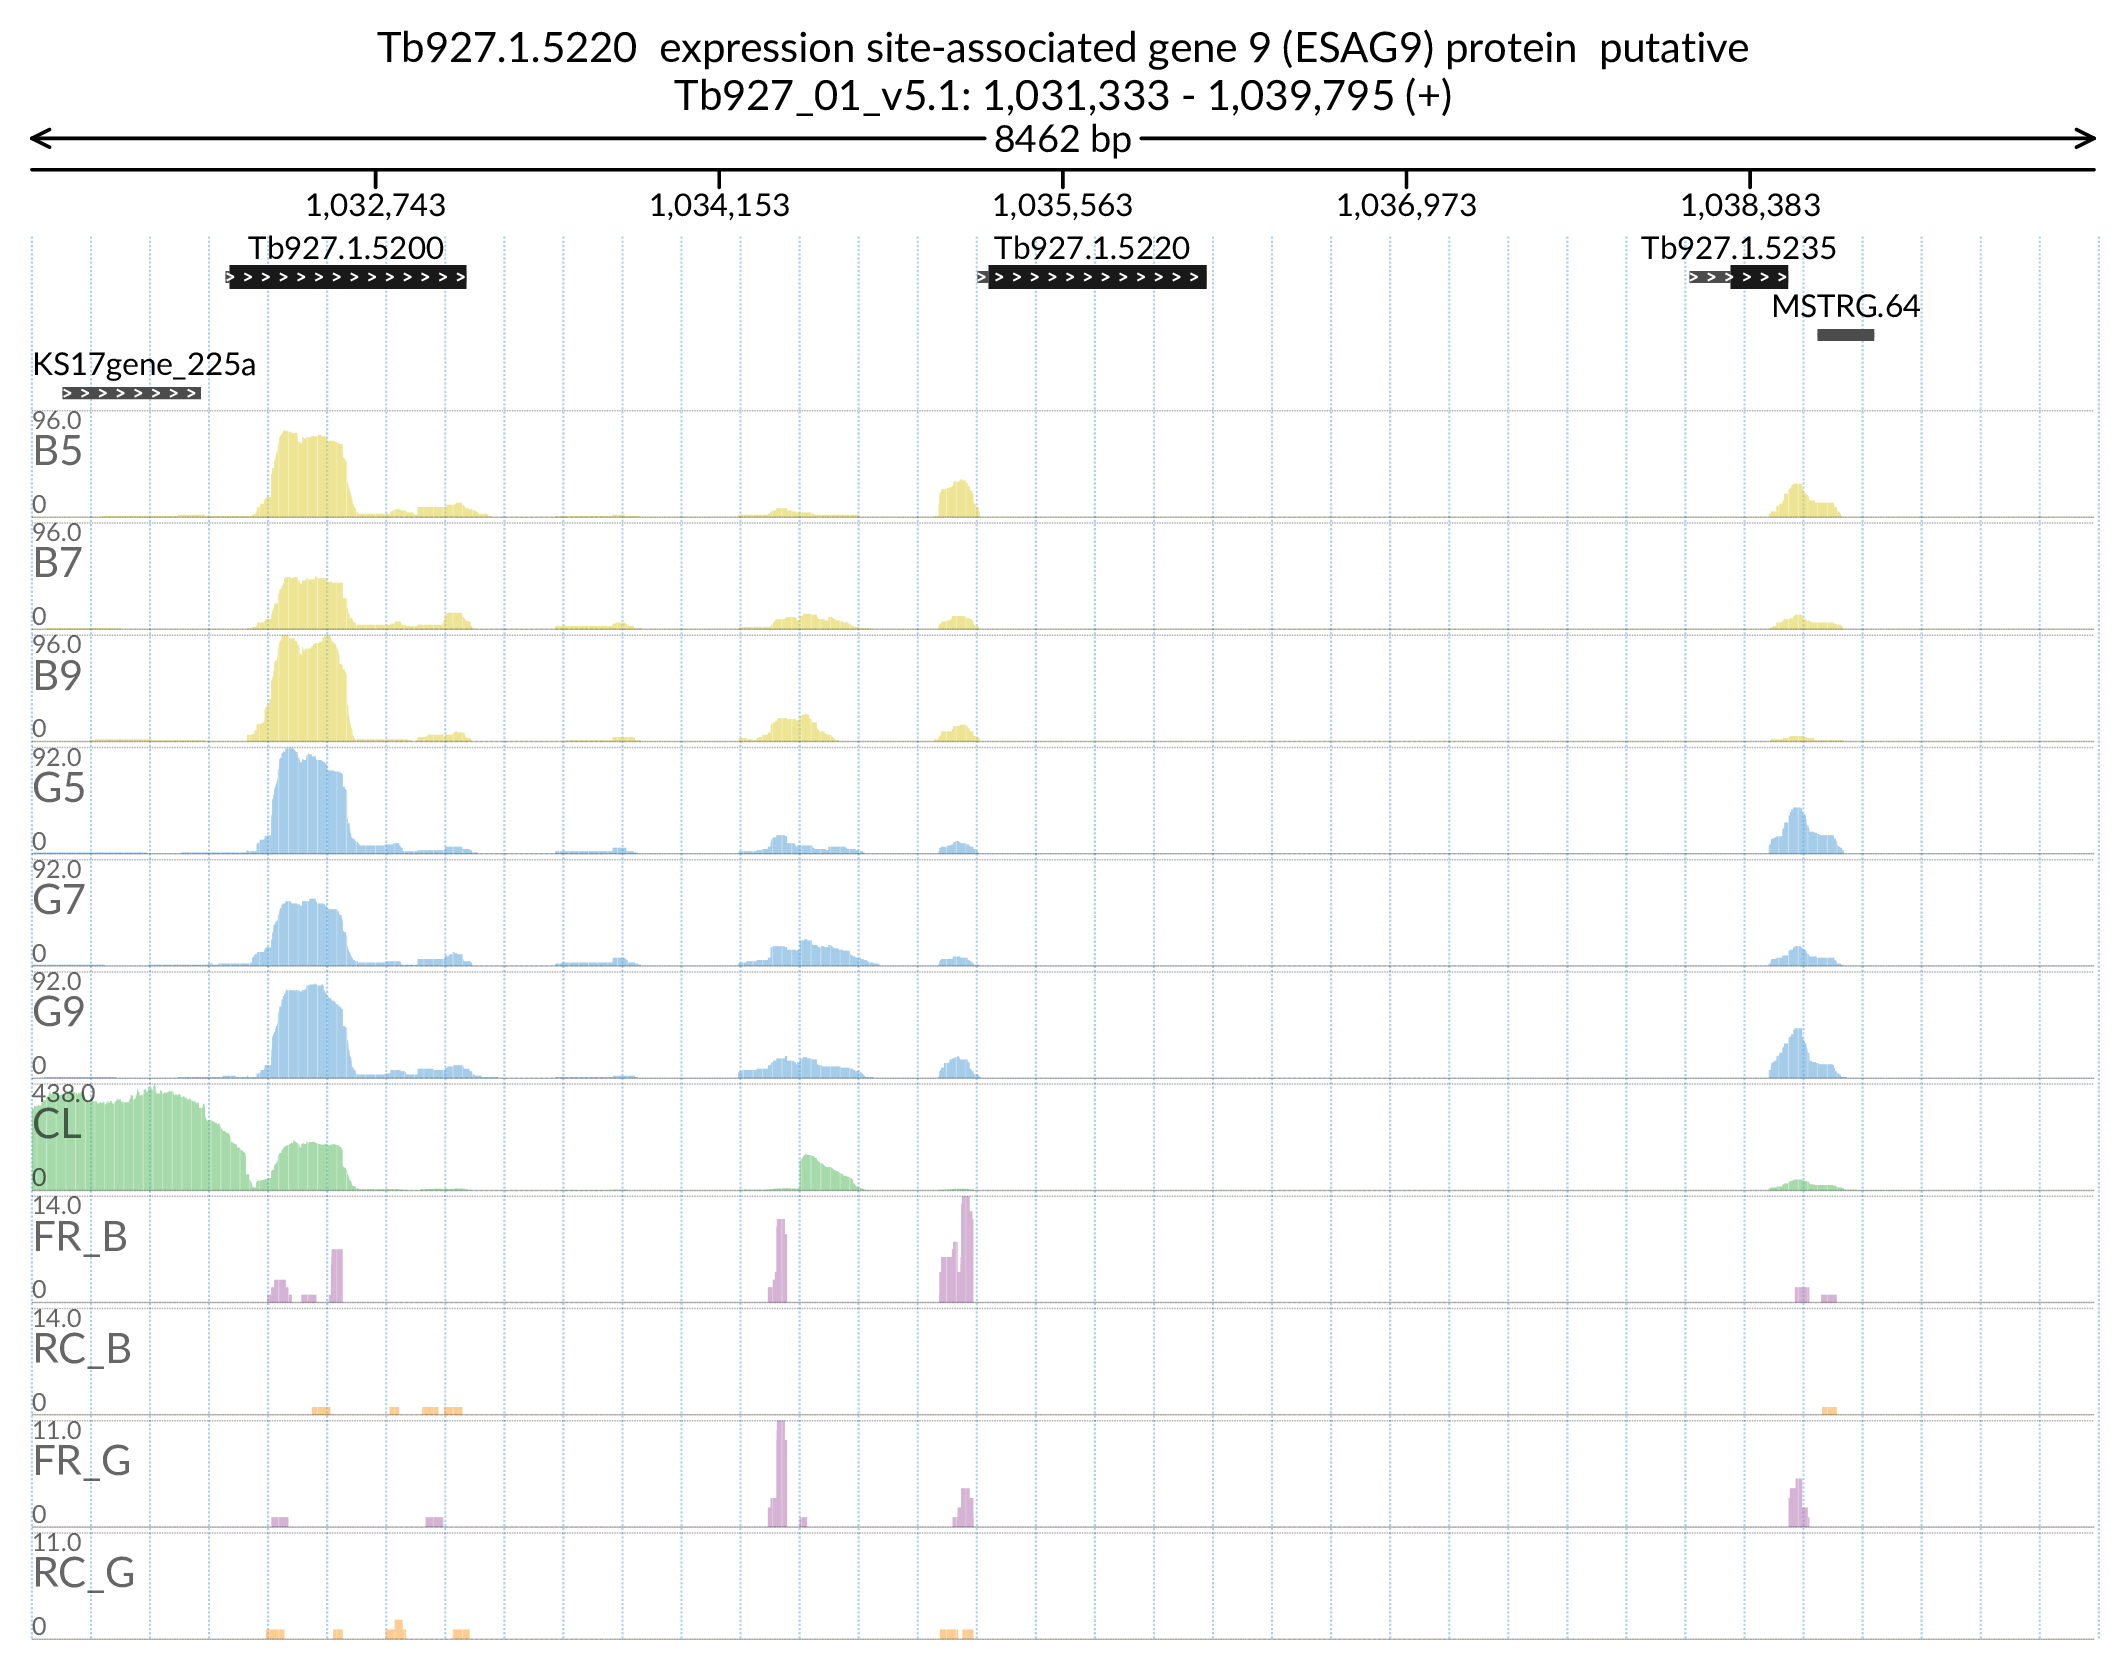 Tb927.1.5220  expression site-associated gene 9 (ESAG9) protein  putative
Tb927_01_v5.1: 1,031,333 - 1,039,795 (+)
8462 bp
1,032,743 1,034,153 1,035,563 1,036,973 1,038,383
Tb927.1.5200 Tb927.1.5220 Tb927.1.5235
MSTRG.64
KS17gene_225a
96.0
B5
0
96.0
B7
0
96.0
B9
0
92.0
G5
0
92.0
G7
0
92.0
G9
0
438.0
CL
0
14.0
FR_B
0
14.0
RC_B
0
11.0
FR_G
0
11.0
RC_G
0